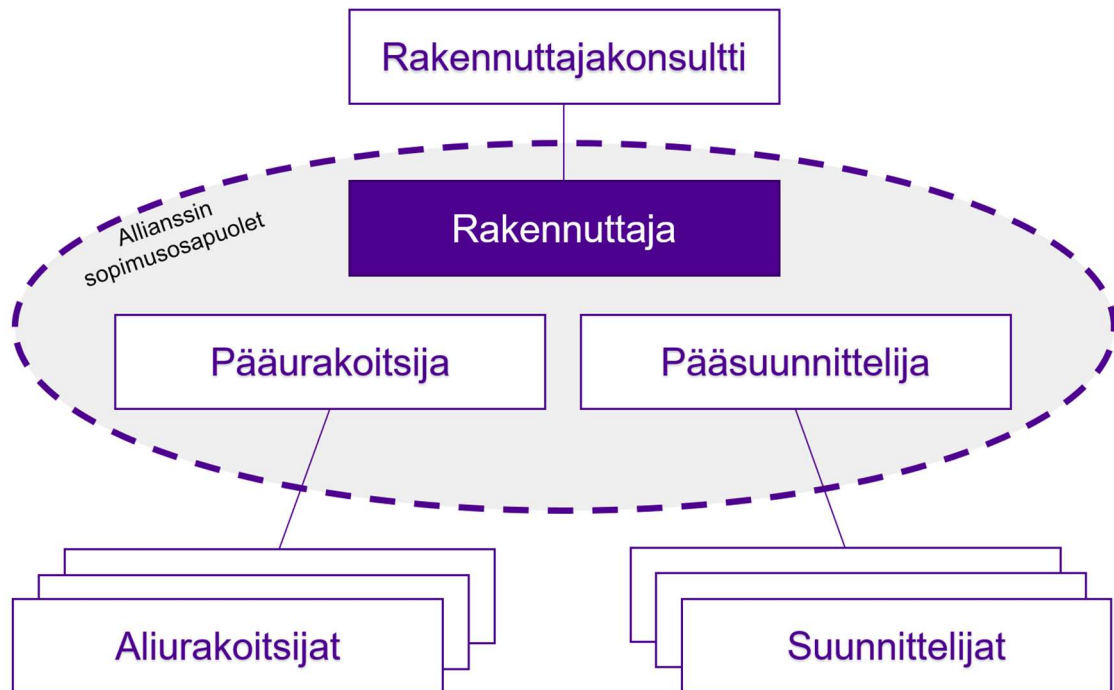 Rakennuttajakonsultti
Allianssin
sopimusosapuolet
Rakennuttaja
Pääurakoitsija
Pääsuunnittelija
Aliurakoitsijat
Suunnittelijat